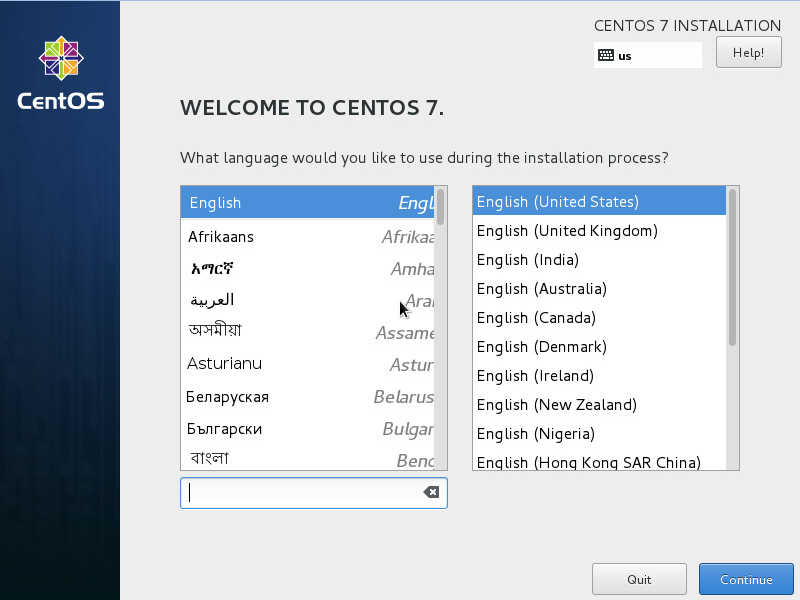 CENTOS 7 INSTALLATION
us
Help!
CentOS
WELCOME TO CENTOS 7.
What language would you like to use during the installation process?
English Engl
Afrikaans Afrikaa
አማርኛ Amha
العربية Ara
অসমীয়া Assame
Asturianu Astur
Беларуская Belarus
Български Bulgar
বাংলা Beng
English (United States)
English (United Kingdom)
English (India)
English (Australia)
English (Canada)
English (Denmark)
English (Ireland)
English (New Zealand)
English (Nigeria)
English (Hong Kong SAR China)
Quit
Continue